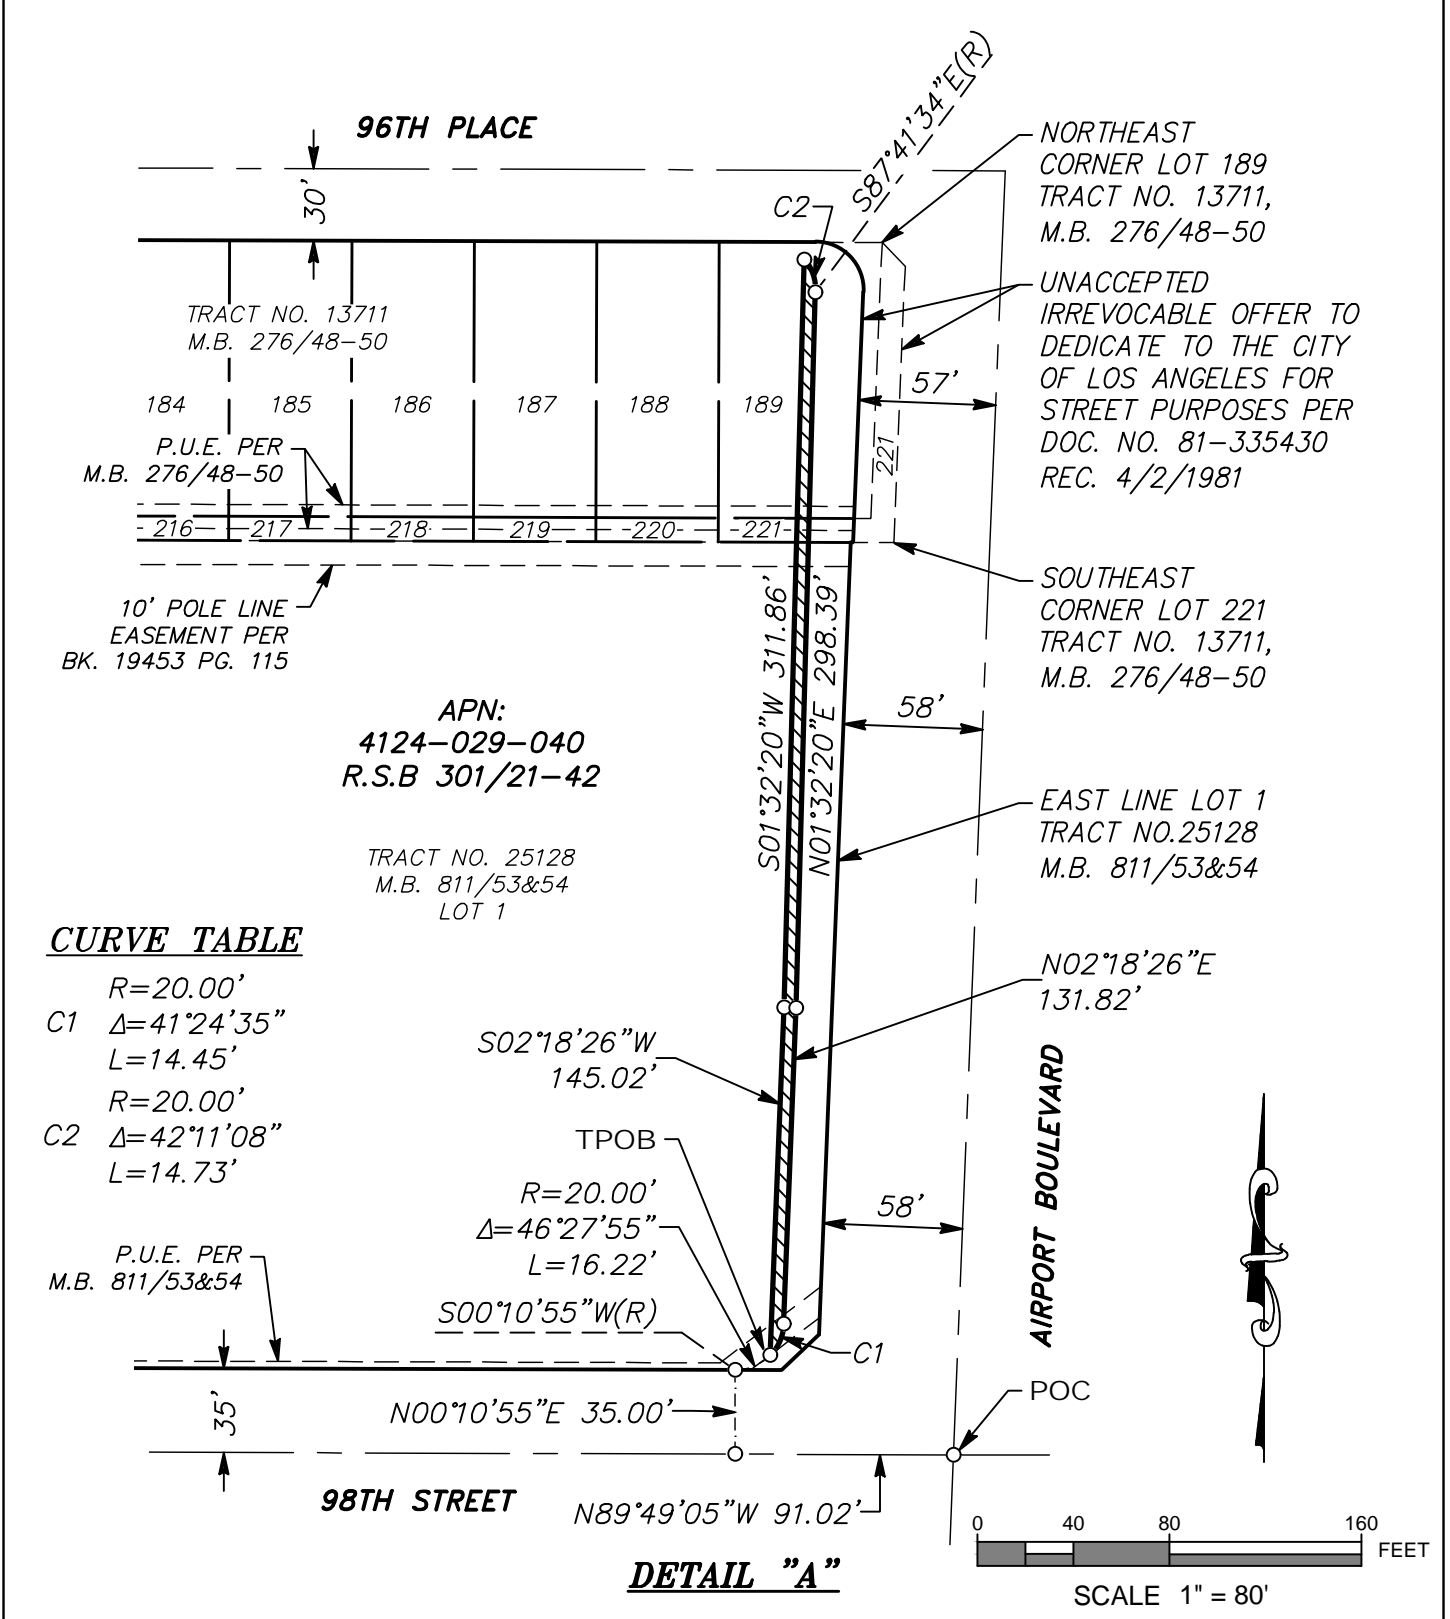 96TH PLACE
30'
S87°41'34"E(R)
C2
NORTHEAST
CORNER LOT 189
TRACT NO. 13711,
M.B. 276/48-50
UNACCEPTED
IRREVOCABLE OFFER TO
DEDICATE TO THE CITY
OF LOS ANGELES FOR
STREET PURPOSES PER
DOC. NO. 81-335430
REC. 4/2/1981
TRACT NO. 13711
M.B. 276/48-50
57'
184 185 186 187 188 189
221
P.U.E. PER
M.B. 276/48-50
216 217 218 219 220 221
SOUTHEAST
CORNER LOT 221
TRACT NO. 13711,
M.B. 276/48-50
10' POLE LINE
EASEMENT PER
BK. 19453 PG. 115
S01°32'20"W 311.86'
N01°32'20"E 298.39'
APN:
4124-029-040
R.S.B 301/21-42
58'
EAST LINE LOT 1
TRACT NO.25128
M.B. 811/53&54
TRACT NO. 25128
M.B. 811/53&54
LOT 1
CURVE TABLE
R=20.00'
C1 Δ=41°24'35"
L=14.45'
R=20.00'
C2 Δ=42°11'08"
L=14.73'
N02°18'26"E
131.82'
S02°18'26"W
145.02'
AIRPORT BOULEVARD
TPOB
R=20.00'
Δ=46°27'55"
L=16.22'
58'
P.U.E. PER
M.B. 811/53&54
S00°10'55"W(R)
C1
35'
N00°10'55"E 35.00'
POC
98TH STREET
N89°49'05"W 91.02'
DETAIL "A"
0 40 80 160
FEET
SCALE 1" = 80'